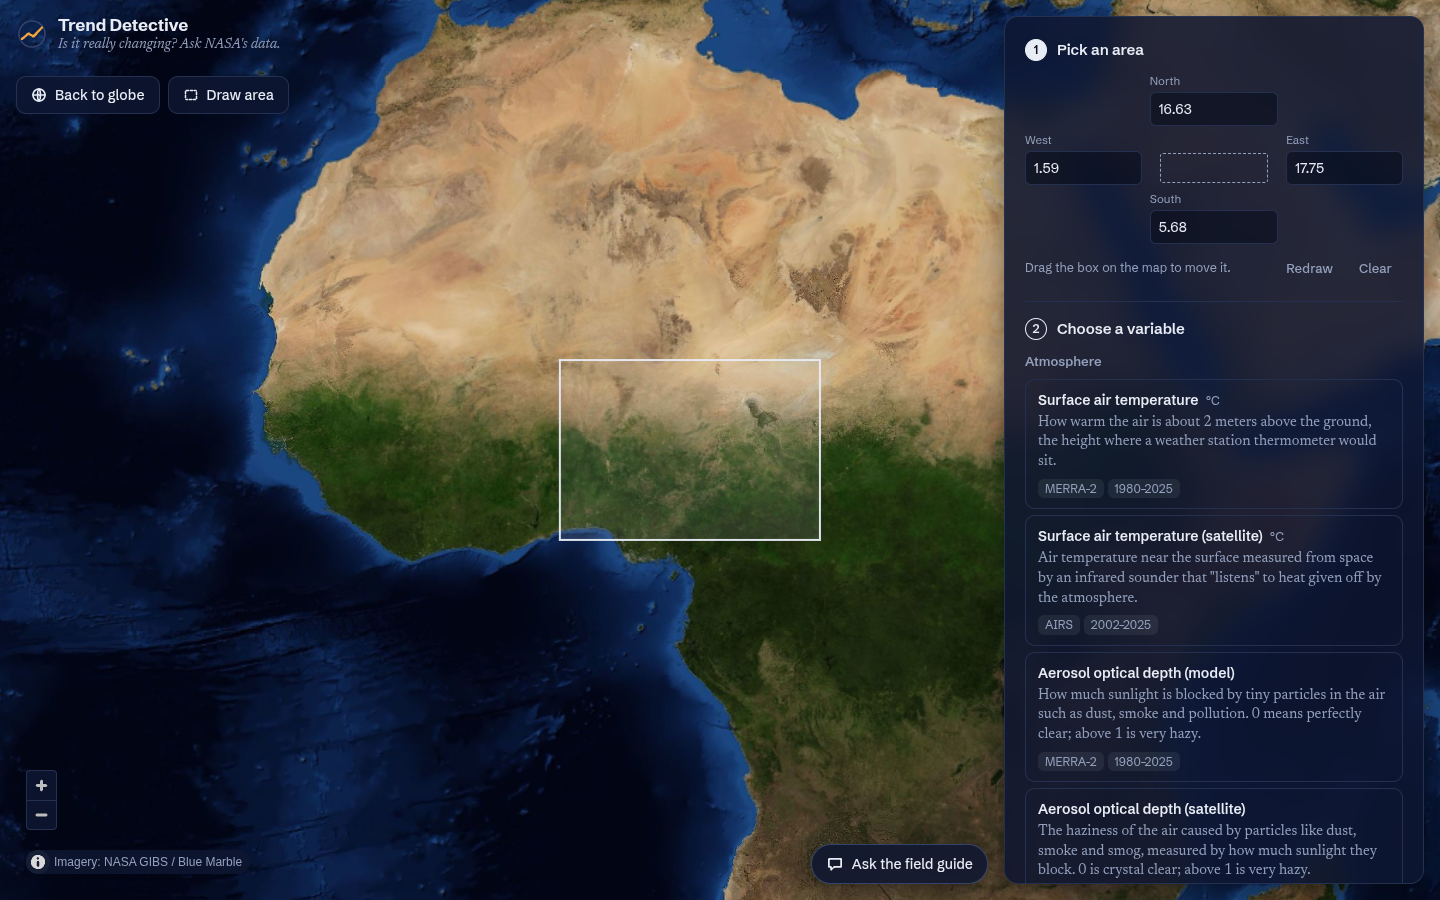 Trend Detective
Is it really changing? Ask NASA's data.
Back to globe
Draw area
1 Pick an area
North
16.63
West
1.59
East
17.75
South
5.68
Drag the box on the map to move it.
Redraw
Clear
2 Choose a variable
Atmosphere
Surface air temperature °C
How warm the air is about 2 meters above the ground,
the height where a weather station thermometer would
sit.
MERRA-2 1980-2025
Surface air temperature (satellite) °C
Air temperature near the surface measured from space
by an infrared sounder that "listens" to heat given off by
the atmosphere.
AIRS 2002-2025
Aerosol optical depth (model)
How much sunlight is blocked by tiny particles in the air
such as dust, smoke and pollution. 0 means perfectly
clear; above 1 is very hazy.
MERRA-2 1980-2025
Aerosol optical depth (satellite)
The haziness of the air caused by particles like dust,
smoke and smog, measured by how much sunlight they
block. 0 is crystal clear; above 1 is very hazy.
+
−
Imagery: NASA GIBS / Blue Marble
Ask the field guide